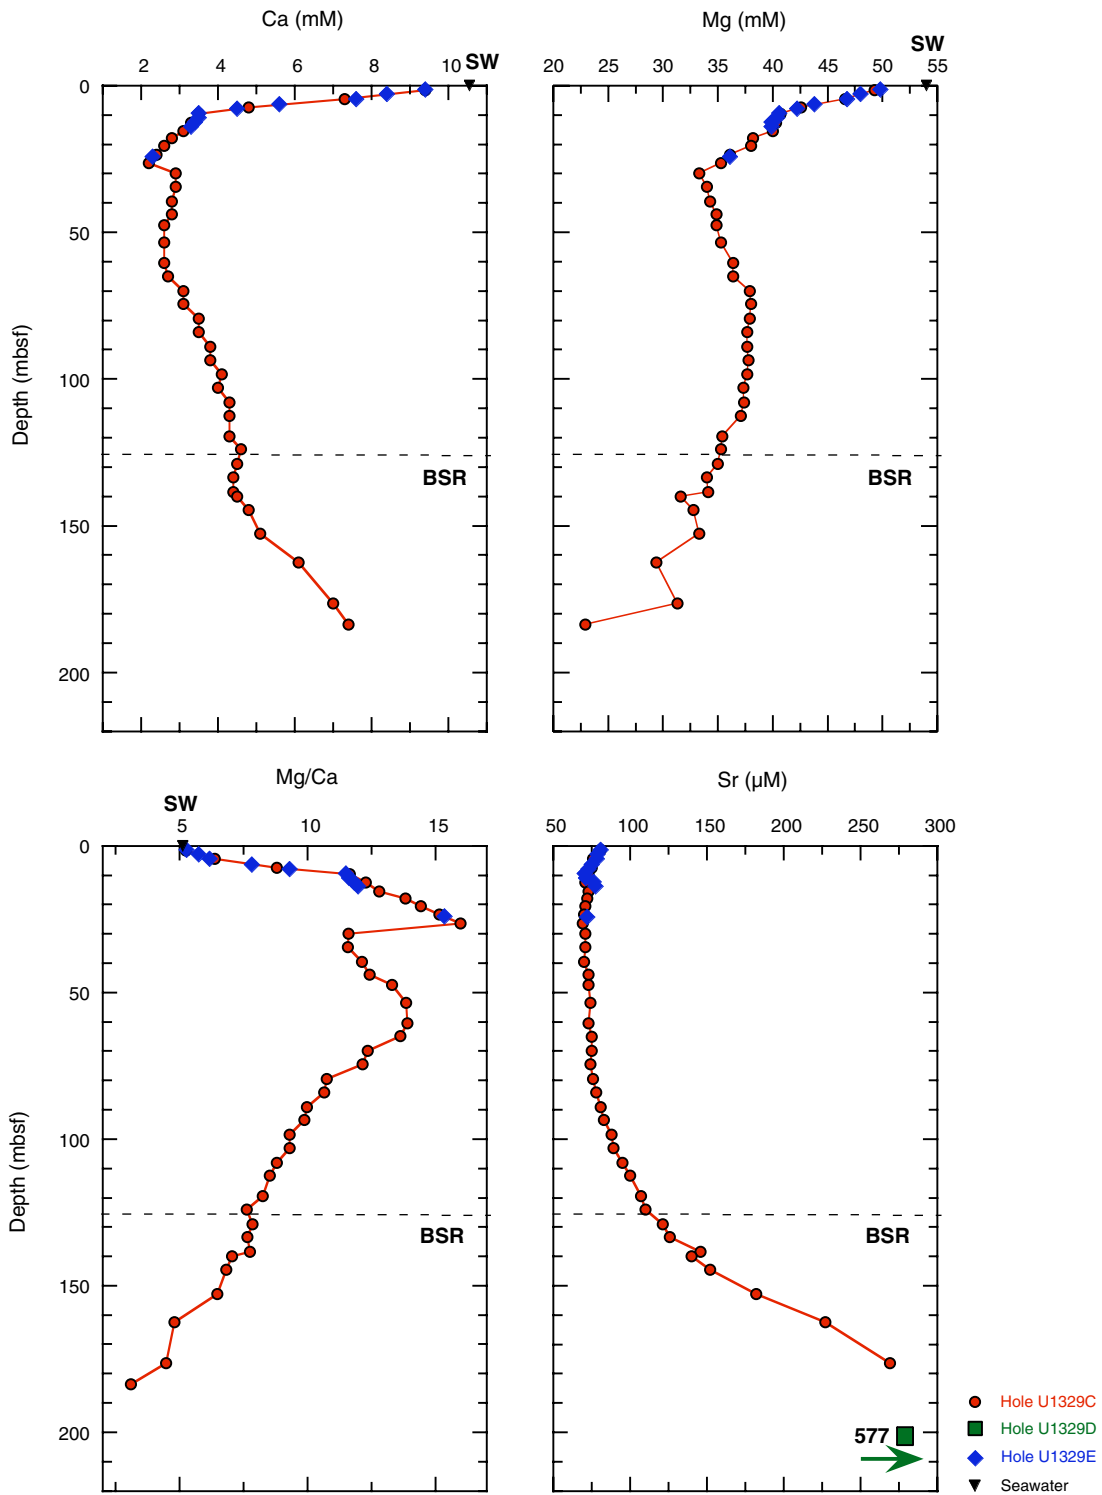 Ca (mM)
Mg (mM)
SW
2 4 6 8 10 SW
20 25 30 35 40 45 50 55
0
50
100
150
200
Depth (mbsf)
BSR
BSR
Mg/Ca
Sr (µM)
SW
5 10 15
50 100 150 200 250 300
0
50
100
150
200
Depth (mbsf)
BSR
BSR
577
Hole U1329C
Hole U1329D
Hole U1329E
Seawater